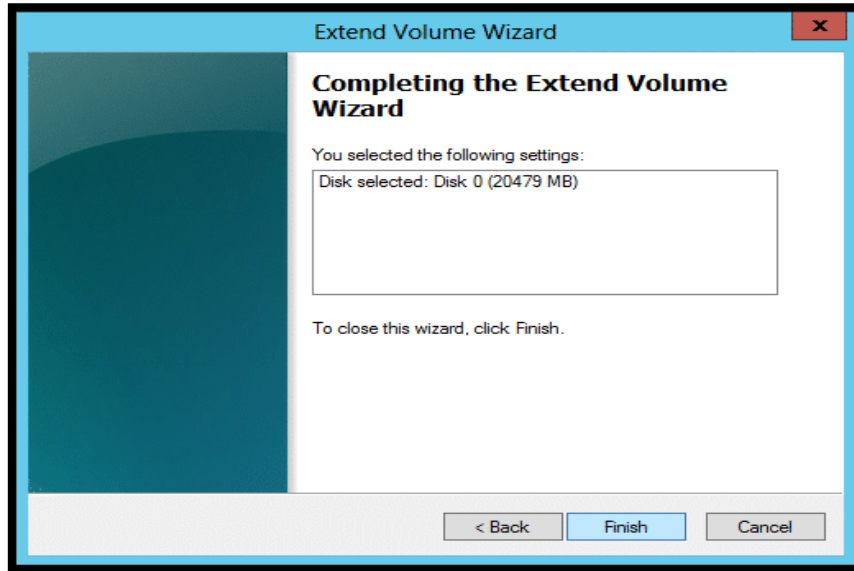 Extend Volume Wizard
x
Completing the Extend Volume
Wizard
You selected the following settings:
Disk selected: Disk 0 (20479 MB)
To close this wizard, click Finish.
< Back Finish Cancel